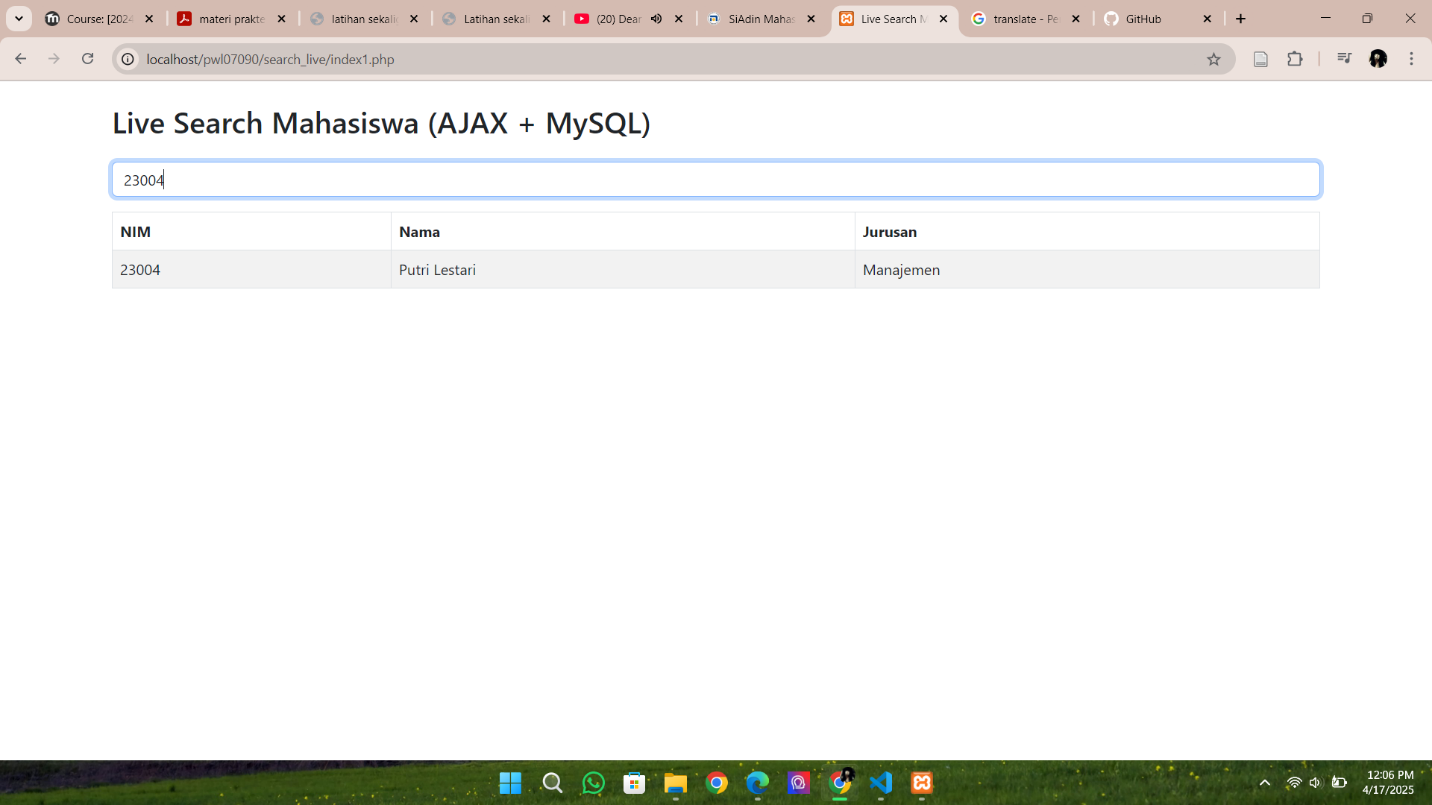 Course: [2024
materi prakte
latihan sekali
Latihan sekali
(20) Dear
SiAdin Mahas
Live Search M
translate - Pe
GitHub
localhost/pwl07090/search_live/index1.php
Live Search Mahasiswa (AJAX + MySQL)
23004
NIM Nama Jurusan
23004 Putri Lestari Manajemen
12:06 PM
4/17/2025